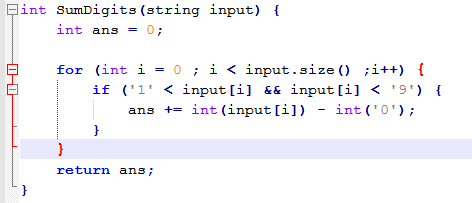 int SumDigits(string input) {
    int ans = 0;
    for (int i = 0 ; i < input.size() ;i++) {
        if ('1' < input[i] && input[i] < '9') {
            ans += int(input[i]) - int('0');
        }
    }
    return ans;
}